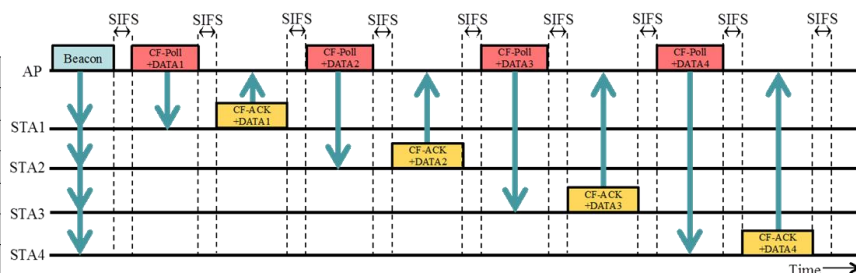 SIFS SIFS SIFS SIFS SIFS SIFS SIFS SIFS SIFS
Beacon
CF-Poll
+DATA1
CF-Poll
+DATA2
CF-Poll
+DATA3
CF-Poll
+DATA4
AP
CF-ACK
+DATA1
STA1
CF-ACK
+DATA2
STA2
CF-ACK
+DATA3
STA3
CF-ACK
+DATA4
STA4
Time